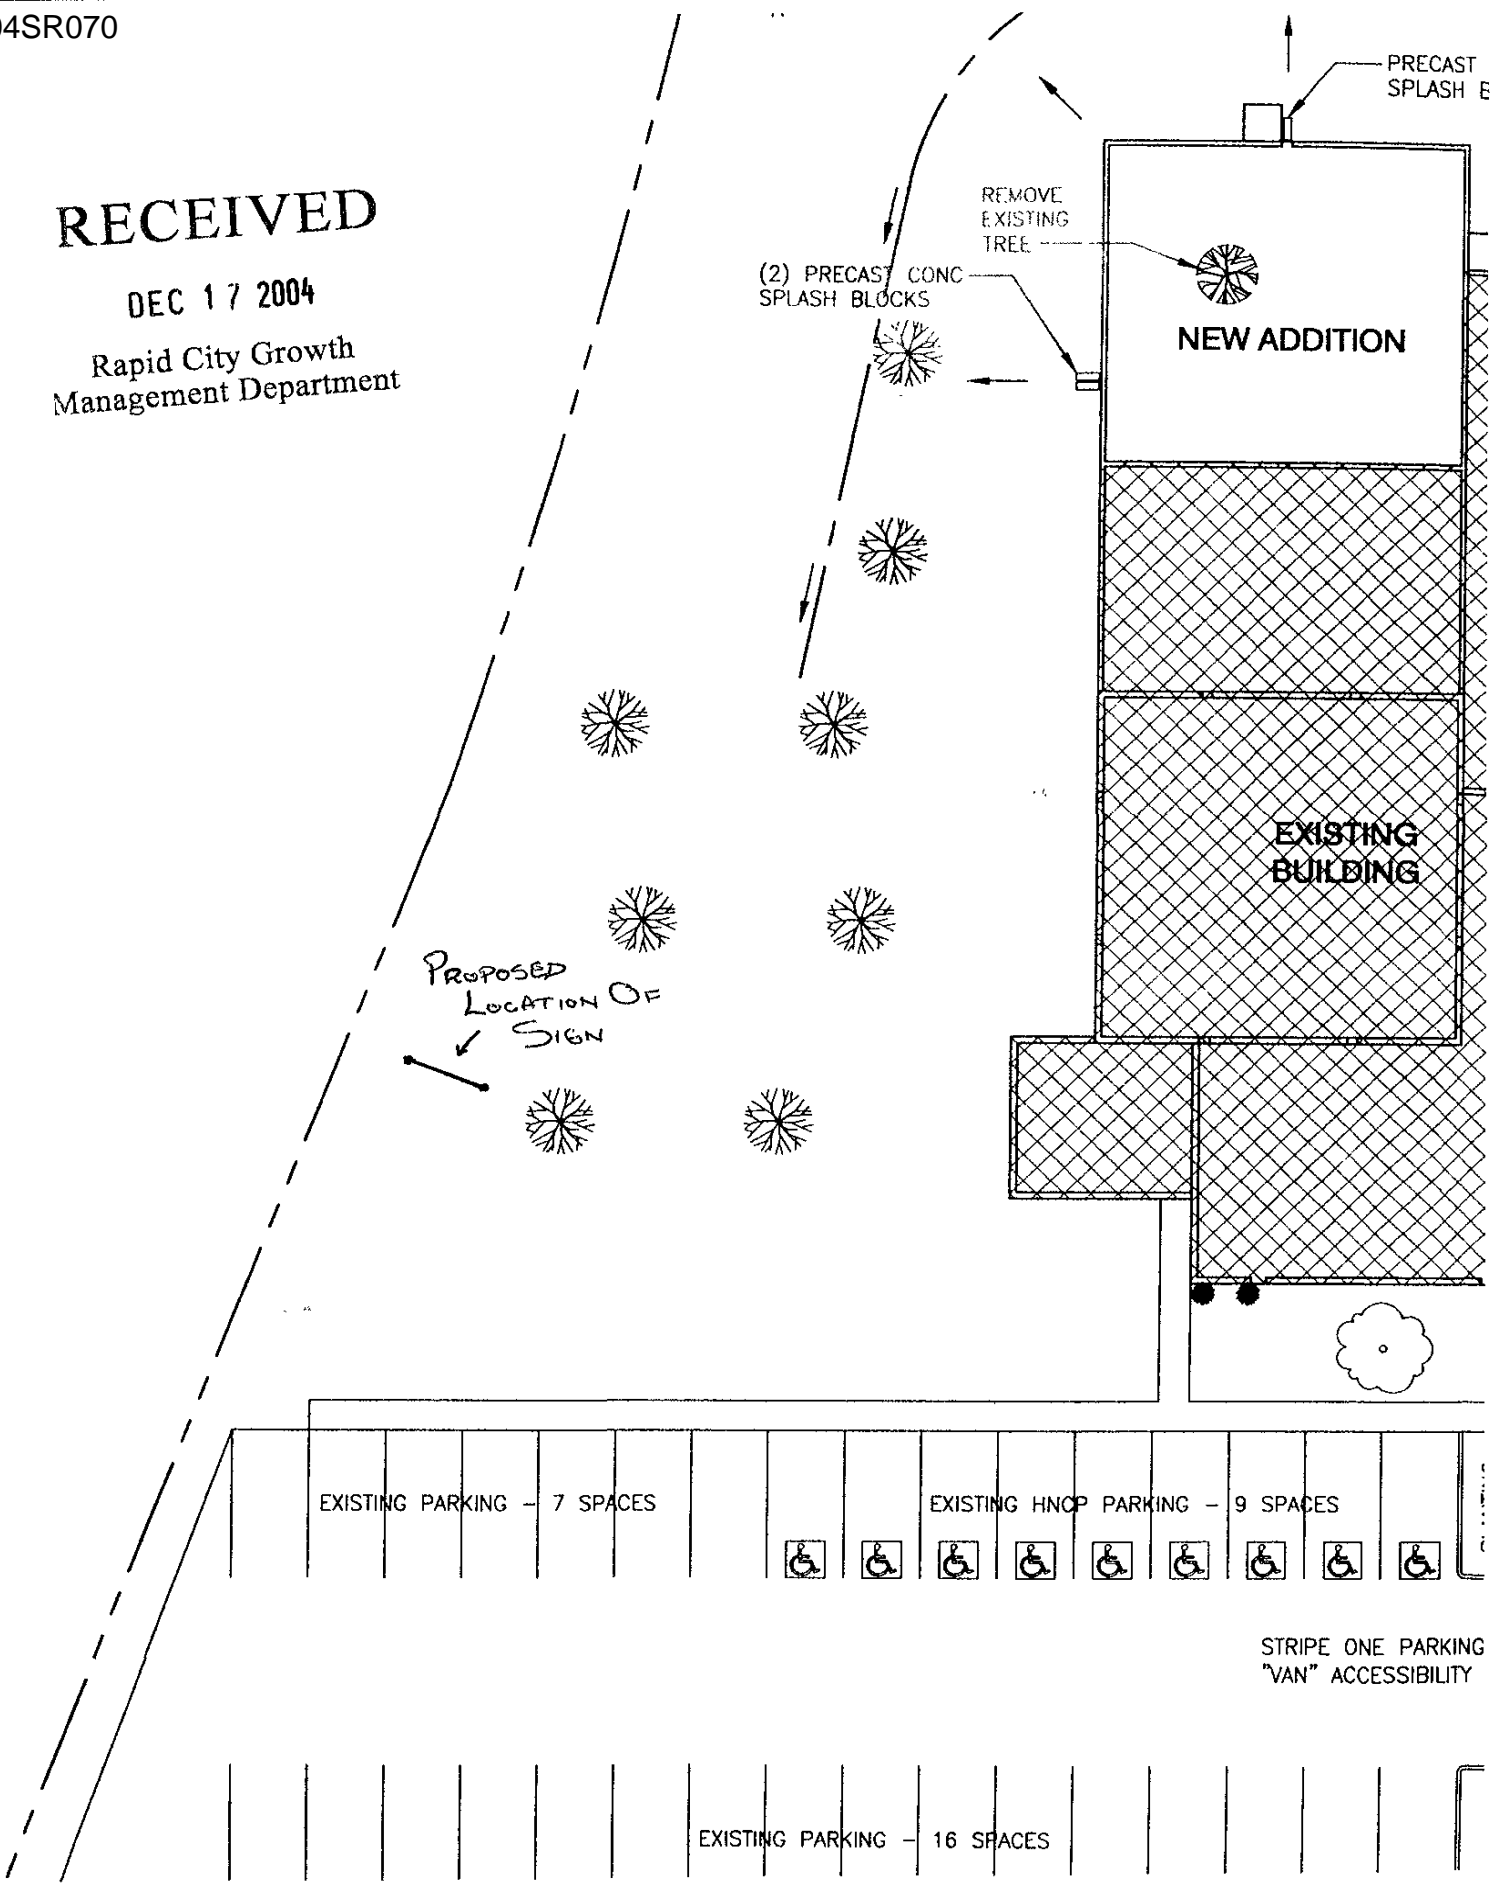 04SR070
PRECAST
SPLASH B
RECEIVED
DEC 17 2004
Rapid City Growth
Management Department
REMOVE
EXISTING
TREE
(2) PRECAST CONC
SPLASH BLOCKS
NEW ADDITION
EXISTING
BUILDING
PROPOSED
LOCATION OF
SIGN
EXISTING PARKING - 7 SPACES
EXISTING HNCP PARKING - 9 SPACES
STRIPE ONE PARKING
"VAN" ACCESSIBILITY
EXISTING PARKING - 16 SPACES